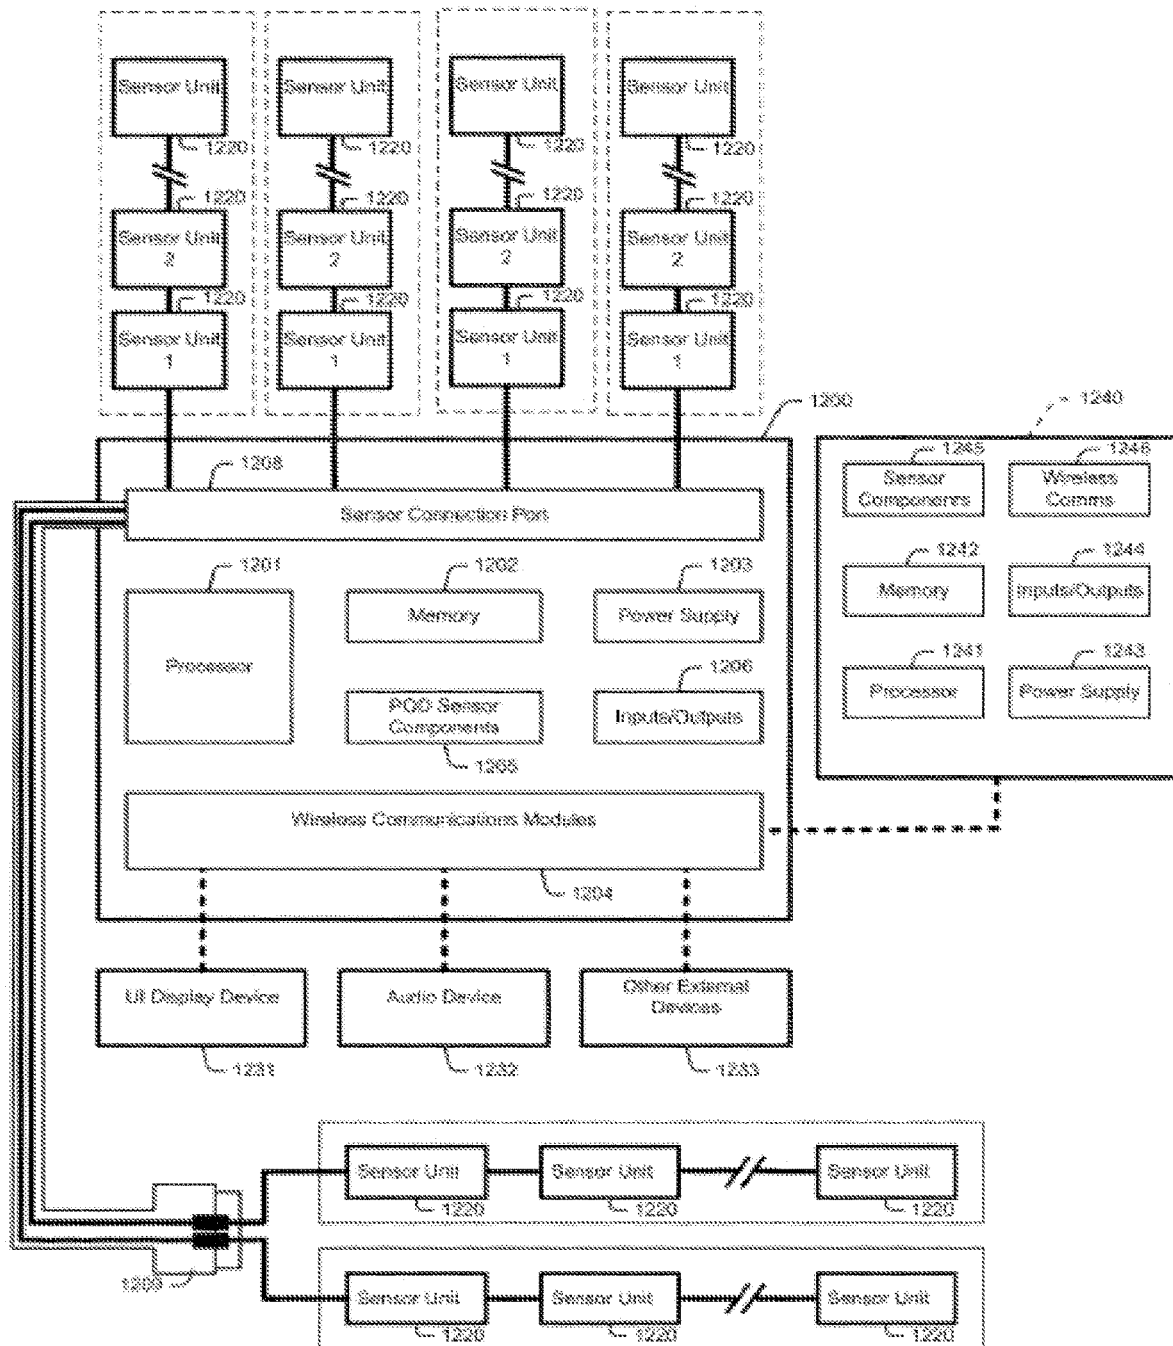 Sensor Unit
Sensor Unit
Sensor Unit
Sensor Unit
1220
1220
1220
1220
1220
1220
1220
1220
Sensor Unit
2
Sensor Unit
2
Sensor Unit
2
Sensor Unit
2
1220
1220
1220
1220
Sensor Unit
1
Sensor Unit
1
Sensor Unit
1
Sensor Unit
1
1200
1240
1208
Sensor Connection Port
1245
Sensor
Components
1246
Wireless
Comms
1201
Processor
1202
Memory
1203
Power Supply
1242
Memory
1244
Inputs/Outputs
POD Sensor
Components
1205
1206
Inputs/Outputs
1241
Processor
1243
Power Supply
Wireless Communications Modules
1204
UI Display Device
1231
Audio Device
1232
Other External
Devices
1233
Sensor Unit
Sensor Unit
Sensor Unit
1220
1220
1220
1209
Sensor Unit
Sensor Unit
Sensor Unit
1220
1220
1220